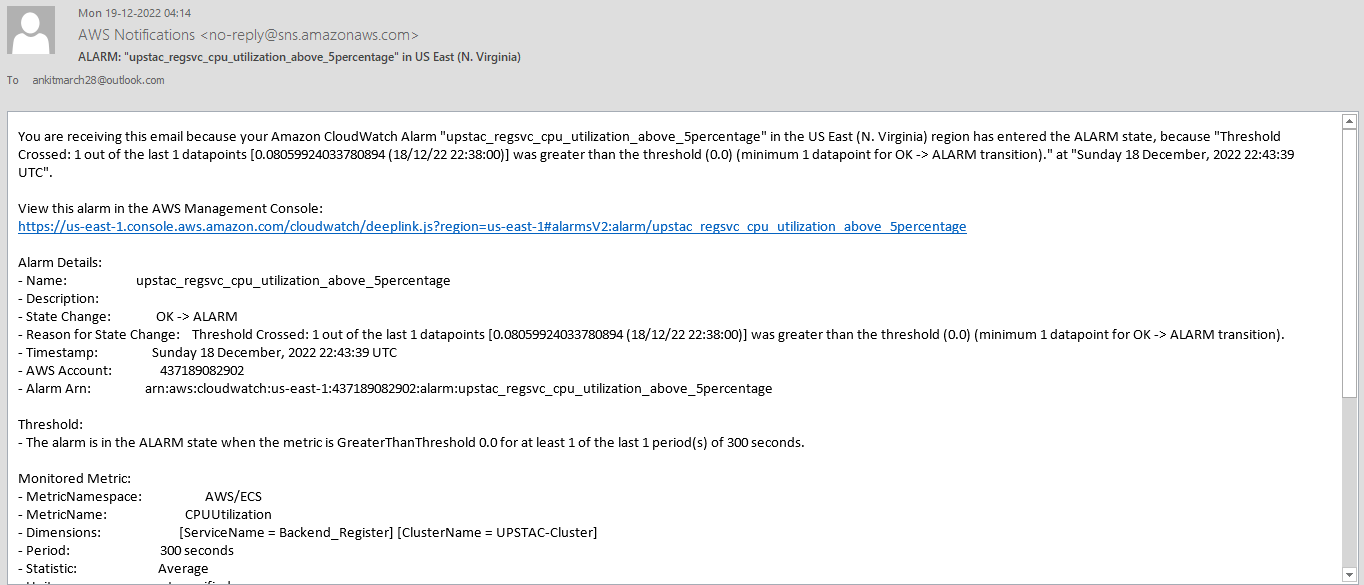 Mon 19-12-2022 04:14
AWS Notifications <no-reply@sns.amazonaws.com>
ALARM: "upstac_regsvc_cpu_utilization_above_5percentage" in US East (N. Virginia)
To ankitmarch28@outlook.com
You are receiving this email because your Amazon CloudWatch Alarm "upstac_regsvc_cpu_utilization_above_5percentage" in the US East (N. Virginia) region has entered the ALARM state, because "Threshold
Crossed: 1 out of the last 1 datapoints [0.08059924033780894 (18/12/22 22:38:00)] was greater than the threshold (0.0) (minimum 1 datapoint for OK -> ALARM transition)." at "Sunday 18 December, 2022 22:43:39
UTC".
View this alarm in the AWS Management Console:
https://us-east-1.console.aws.amazon.com/cloudwatch/deeplink.js?region=us-east-1#alarmsV2:alarm/upstac_regsvc_cpu_utilization_above_5percentage
Alarm Details:
- Name: upstac_regsvc_cpu_utilization_above_5percentage
- Description:
- State Change: OK -> ALARM
- Reason for State Change: Threshold Crossed: 1 out of the last 1 datapoints [0.08059924033780894 (18/12/22 22:38:00)] was greater than the threshold (0.0) (minimum 1 datapoint for OK -> ALARM transition).
- Timestamp: Sunday 18 December, 2022 22:43:39 UTC
- AWS Account: 437189082902
- Alarm Arn: arn:aws:cloudwatch:us-east-1:437189082902:alarm:upstac_regsvc_cpu_utilization_above_5percentage
Threshold:
- The alarm is in the ALARM state when the metric is GreaterThanThreshold 0.0 for at least 1 of the last 1 period(s) of 300 seconds.
Monitored Metric:
- MetricNamespace: AWS/ECS
- MetricName: CPUUtilization
- Dimensions: [ServiceName = Backend_Register] [ClusterName = UPSTAC-Cluster]
- Period: 300 seconds
- Statistic: Average